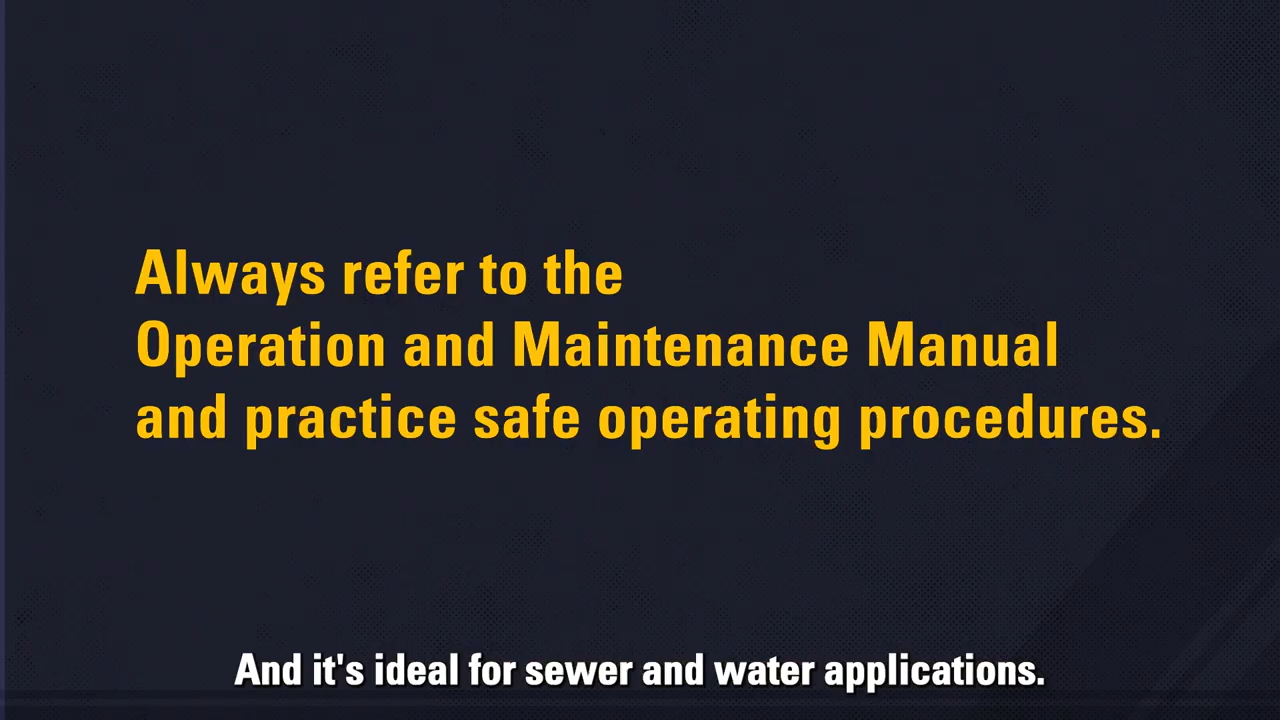 Always refer to the
Operation and Maintenance Manual
and practice safe operating procedures.
And it's ideal for sewer and water applications.